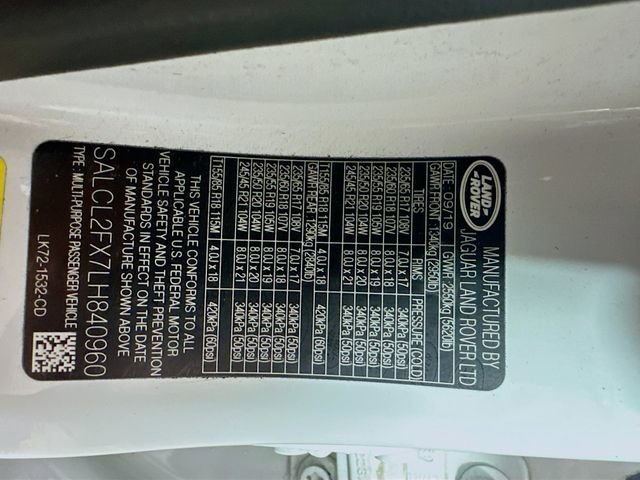 LAND
ROVER
MANUFACTURED BY
JAGUAR LAND ROVER LTD
DATE 09/19 GVWR 2550kg (5620lb)
GAWR FRONT 1340kg (2955lb)
TIRES RIMS PRESSURE (COLD)
235/65 R17 108V 7.0J x 17 340KPa (50psi)
235/60 R18 107V 8.0J x 18 340KPa (50psi)
235/55 R19 105W 8.0J x 19 340KPa (50psi)
235/50 R20 104W 8.0J x 20 340KPa (50psi)
245/45 R21 104W 8.0J x 21 340KPa (50psi)
T155/85 R18 115M 4.0J x 18 420KPa (60psi)
GAWR REAR 1290kg (2845lb)
235/65 R17 108V 7.0J x 17 340KPa (50psi)
235/60 R18 107V 8.0J x 18 340KPa (50psi)
235/55 R19 105W 8.0J x 19 340KPa (50psi)
235/50 R20 104W 8.0J x 20 340KPa (50psi)
245/45 R21 104W 8.0J x 21 340KPa (50psi)
T155/85 R18 115M 4.0J x 18 420KPa (60psi)
THIS VEHICLE CONFORMS TO ALL
APPLICABLE U.S. FEDERAL MOTOR
VEHICLE SAFETY AND THEFT PREVENTION
STANDARDS IN EFFECT ON THE DATE
OF MANUFACTURE SHOWN ABOVE
SALCL2FX7LH840960
TYPE : MULTI-PURPOSE PASSENGER VEHICLE
LK72-1532-CD